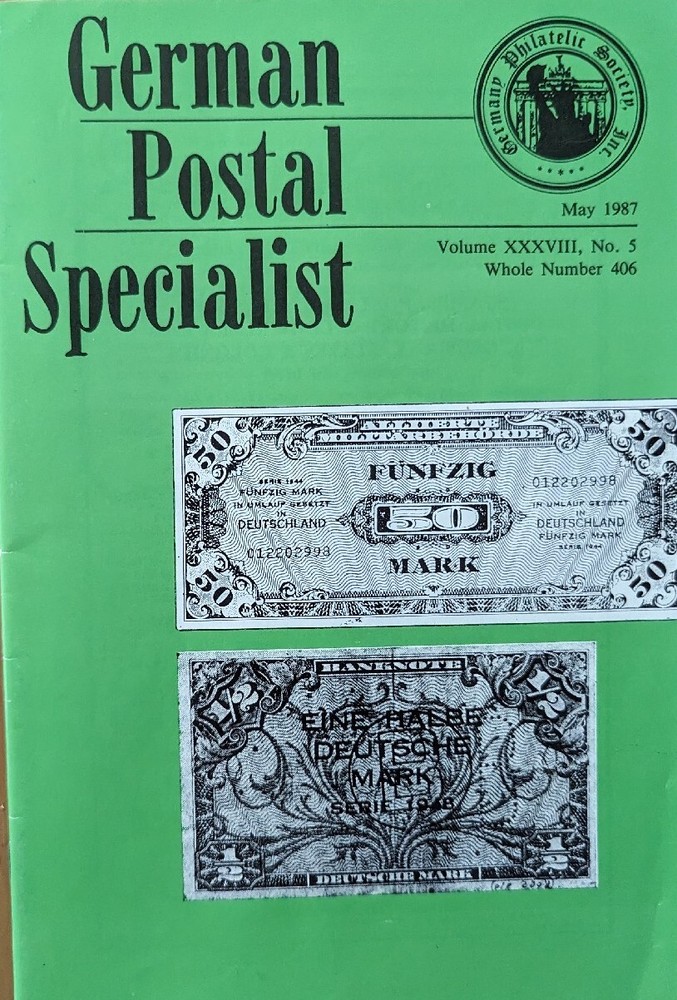 German
Postal
Specialist
Germany Philatelic Society, Inc.
May 1987
Volume XXXVIII, No. 5
Whole Number 406
50
50
FÜNFZIG
SERIE 1944
FÜNFZIG MARK
IN UMLAUF GESETZT
IN
DEUTSCHLAND
012202998
50
012202998
IN UMLAUF GESETZT
IN
DEUTSCHLAND
FÜNFZIG MARK
SERIE 1944
MARK
50
50
BANKNOTE
1/2
1/2
EINE HALBE
DEUTSCHE
MARK
SERIE 1948
1/2
1/2
DEUTSCHE MARK